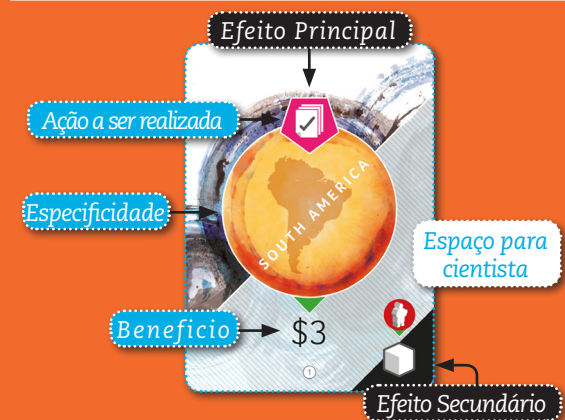 Efeito Principal
Ação a ser realizada
Especificidade
SOUTH AMERICA
Espaço para
cientista
Beneficio
$3
1
Efeito Secundário